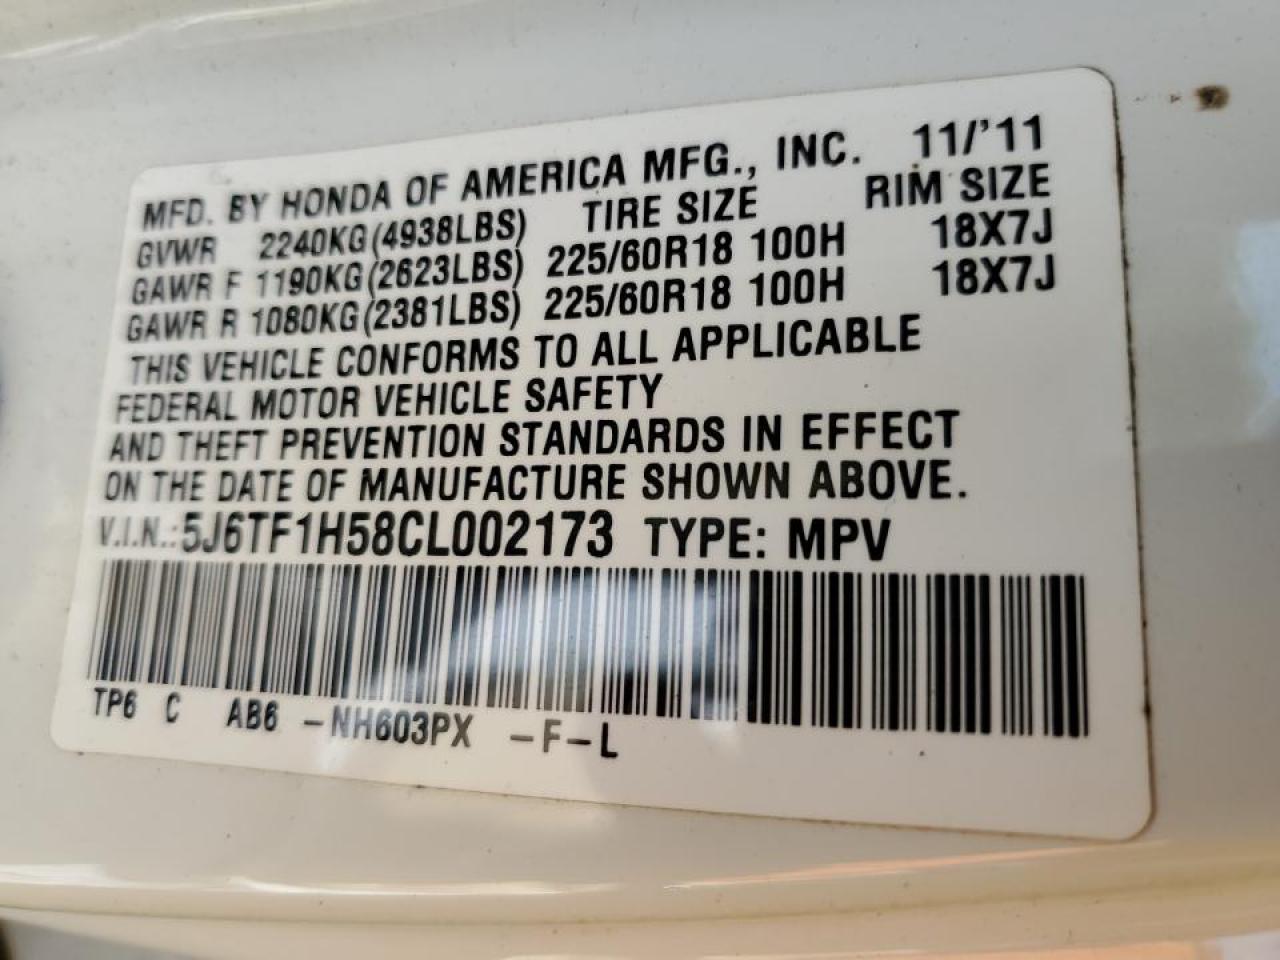 MFD. BY HONDA OF AMERICA MFG., INC. 11/'11
GVWR 2240KG(4938LBS) TIRE SIZE RIM SIZE
GAWR F 1190KG(2623LBS) 225/60R18 100H 18X7J
GAWR R 1080KG(2381LBS) 225/60R18 100H 18X7J
THIS VEHICLE CONFORMS TO ALL APPLICABLE
FEDERAL MOTOR VEHICLE SAFETY
AND THEFT PREVENTION STANDARDS IN EFFECT
ON THE DATE OF MANUFACTURE SHOWN ABOVE.
V.I.N.:5J6TF1H58CL002173 TYPE: MPV
TP6 C AB6 -NH603PX -F-L